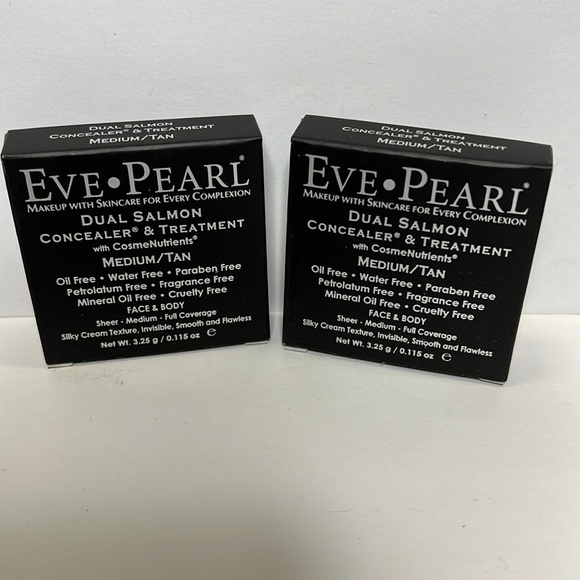 DUAL SALMON
CONCEALER® & TREATMENT
MEDIUM/TAN
EVE•PEARL®
MAKEUP WITH SKINCARE FOR EVERY COMPLEXION
DUAL SALMON
CONCEALER® & TREATMENT
with CosmeNutrients®
MEDIUM/TAN
Oil Free • Water Free • Paraben Free
Petrolatum Free • Fragrance Free
Mineral Oil Free • Cruelty Free
FACE & BODY
Sheer - Medium - Full Coverage
Silky Cream Texture, Invisible, Smooth and Flawless
Net Wt. 3.25 g / 0.115 oz ℮
DUAL SALMON
CONCEALER® & TREATMENT
MEDIUM/TAN
EVE•PEARL®
MAKEUP WITH SKINCARE FOR EVERY COMPLEXION
DUAL SALMON
CONCEALER® & TREATMENT
with CosmeNutrients®
MEDIUM/TAN
Oil Free • Water Free • Paraben Free
Petrolatum Free • Fragrance Free
Mineral Oil Free • Cruelty Free
FACE & BODY
Sheer - Medium - Full Coverage
Silky Cream Texture, Invisible, Smooth and Flawless
Net Wt. 3.25 g / 0.115 oz ℮